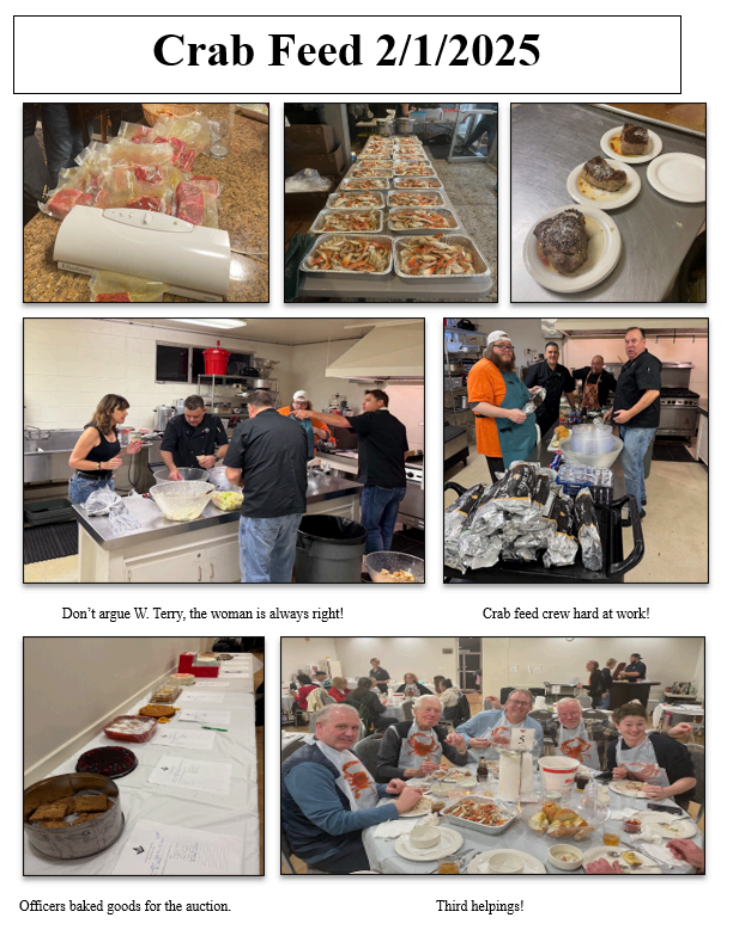 Crab Feed 2/1/2025
Don’t argue W. Terry, the woman is always right!
Crab feed crew hard at work!
Officers baked goods for the auction.
Third helpings!